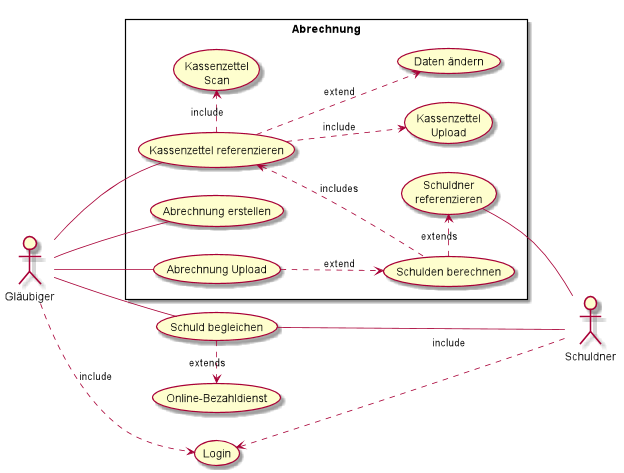 Abrechnung
Kassenzettel
Scan
Daten ändern
extend
include
include
Kassenzettel
Upload
Kassenzettel referenzieren
includes
Schuldner
referenzieren
Abrechnung erstellen
extends
Abrechnung Upload
extend
Schulden berechnen
Gläubiger
Schuld begleichen
include
Schuldner
extends
include
Online-Bezahldienst
Login